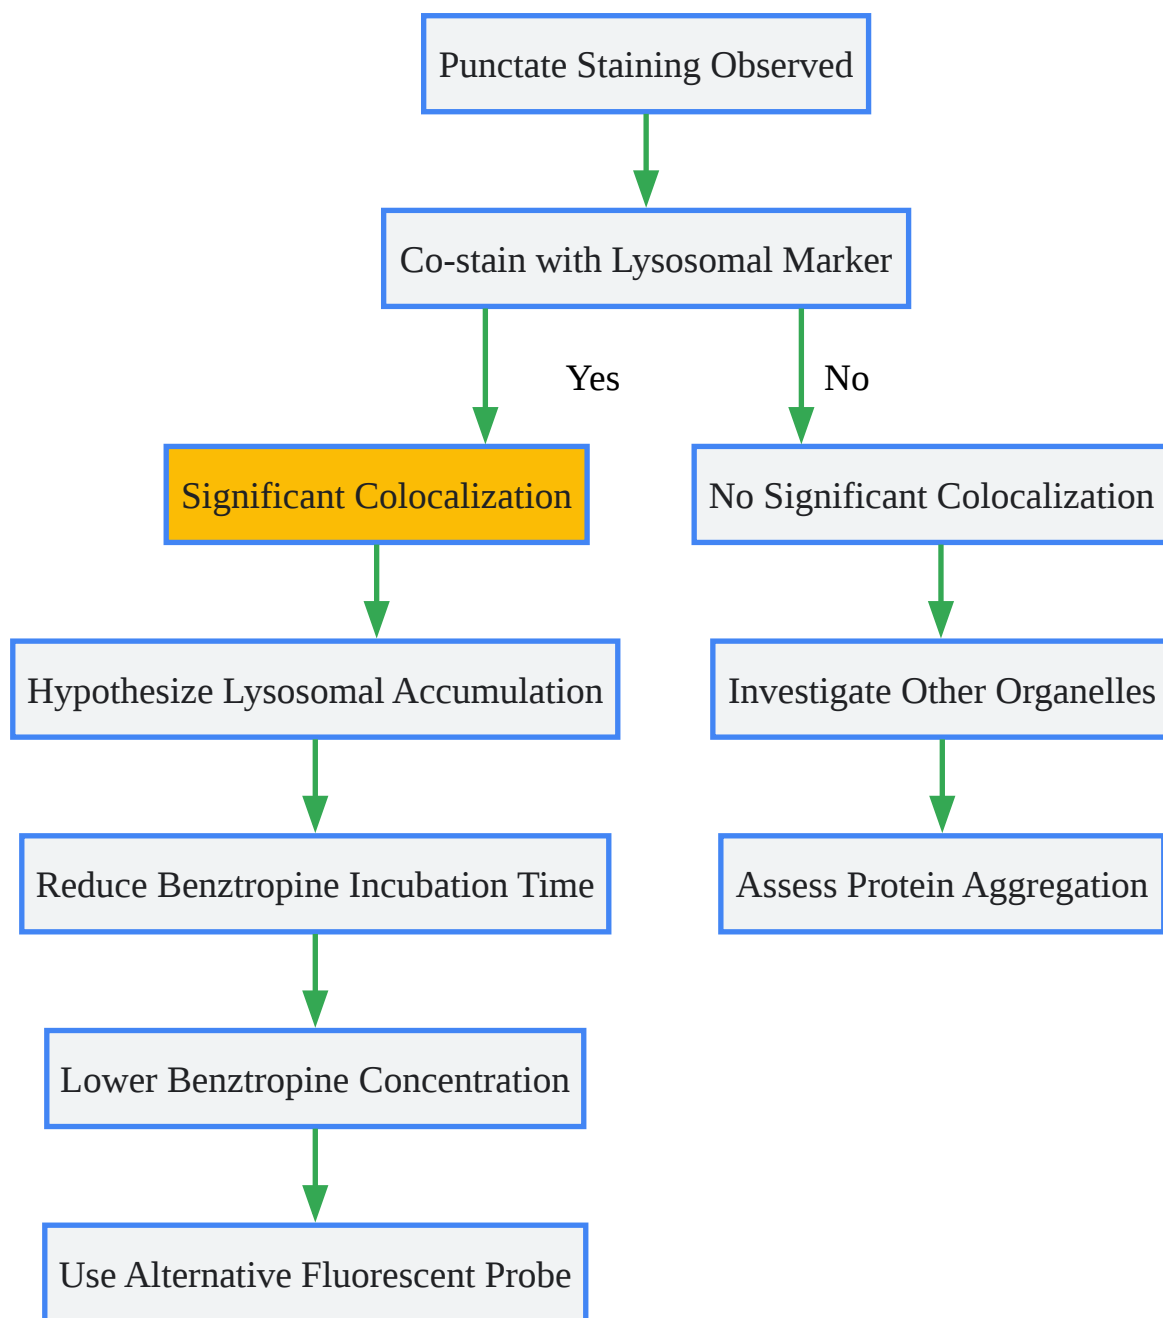 Punctate Staining Observed
Co-stain with Lysosomal Marker
Yes
No
Significant Colocalization
No Significant Colocalization
Hypothesize Lysosomal Accumulation
Investigate Other Organelles
Reduce Benztropine Incubation Time
Assess Protein Aggregation
Lower Benztropine Concentration
Use Alternative Fluorescent Probe